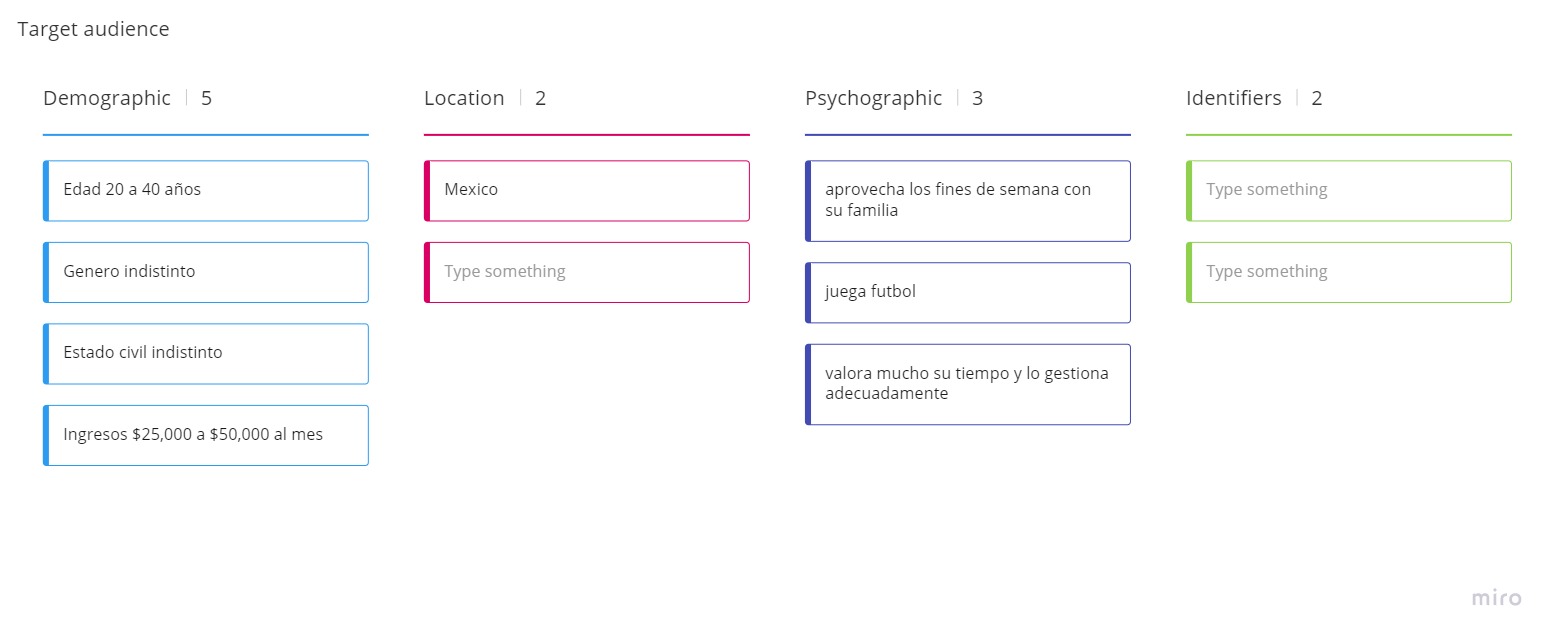 Target audience
Demographic 5
Edad 20 a 40 años
Genero indistinto
Estado civil indistinto
Ingresos $25,000 a $50,000 al mes
Location 2
Mexico
Type something
Psychographic 3
aprovecha los fines de semana con
su familia
juega futbol
valora mucho su tiempo y lo gestiona
adecuadamente
Identifiers 2
Type something
Type something
miro